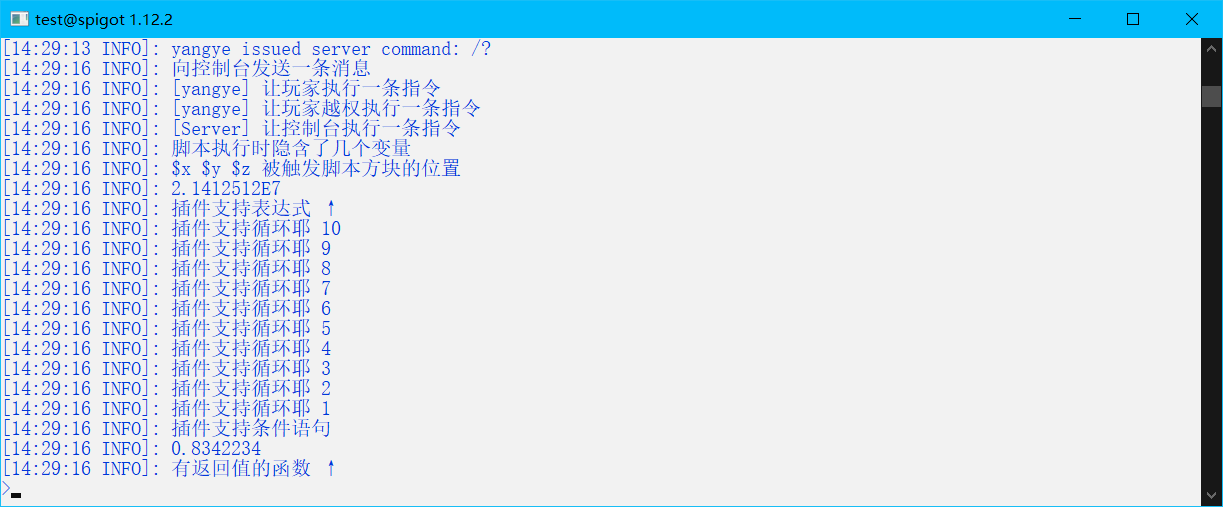 test@spigot 1.12.2
[14:29:13 INFO]: yangye issued server command: /?
[14:29:16 INFO]: 向控制台发送一条消息
[14:29:16 INFO]: [yangye] 让玩家执行一条指令
[14:29:16 INFO]: [yangye] 让玩家越权执行一条指令
[14:29:16 INFO]: [Server] 让控制台执行一条指令
[14:29:16 INFO]: 脚本执行时隐含了几个变量
[14:29:16 INFO]: $x $y $z 被触发脚本方块的位置
[14:29:16 INFO]: 2.1412512E7
[14:29:16 INFO]: 插件支持表达式 ↑
[14:29:16 INFO]: 插件支持循环耶 10
[14:29:16 INFO]: 插件支持循环耶 9
[14:29:16 INFO]: 插件支持循环耶 8
[14:29:16 INFO]: 插件支持循环耶 7
[14:29:16 INFO]: 插件支持循环耶 6
[14:29:16 INFO]: 插件支持循环耶 5
[14:29:16 INFO]: 插件支持循环耶 4
[14:29:16 INFO]: 插件支持循环耶 3
[14:29:16 INFO]: 插件支持循环耶 2
[14:29:16 INFO]: 插件支持循环耶 1
[14:29:16 INFO]: 插件支持条件语句
[14:29:16 INFO]: 0.8342234
[14:29:16 INFO]: 有返回值的函数 ↑
>